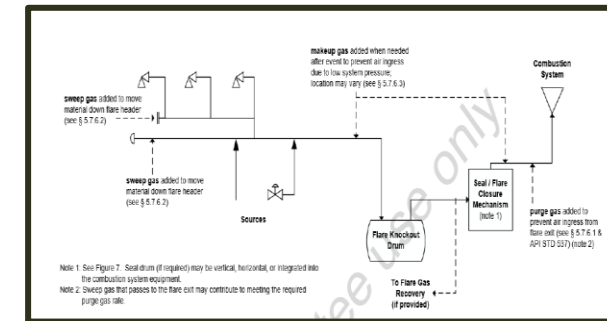 makeup gas added when needed
after event to prevent air ingress
due to low system pressure;
location may vary (see § 5.7.6.3)
Combustion
System
sweep gas added to move
material down flare header
(see § 5.7.6.2)
sweep gas added to move
material down flare header
(see § 5.7.6.2)
Sources
Seal / Flare
Closure
Mechanism
(note 1)
purge gas added to
prevent air ingress from
flare exit (see § 5.7.6.1 &
API STD 537) (note 2)
Flare Knockout
Drum
To Flare Gas
Recovery
(if provided)
Note 1: See Figure 7. Seal drum (if required) may be vertical, horizontal, or integrated into
the combustion system equipment.
Note 2: Sweep gas that passes to the flare exit may contribute to meeting the required
purge gas rate.
tee use only